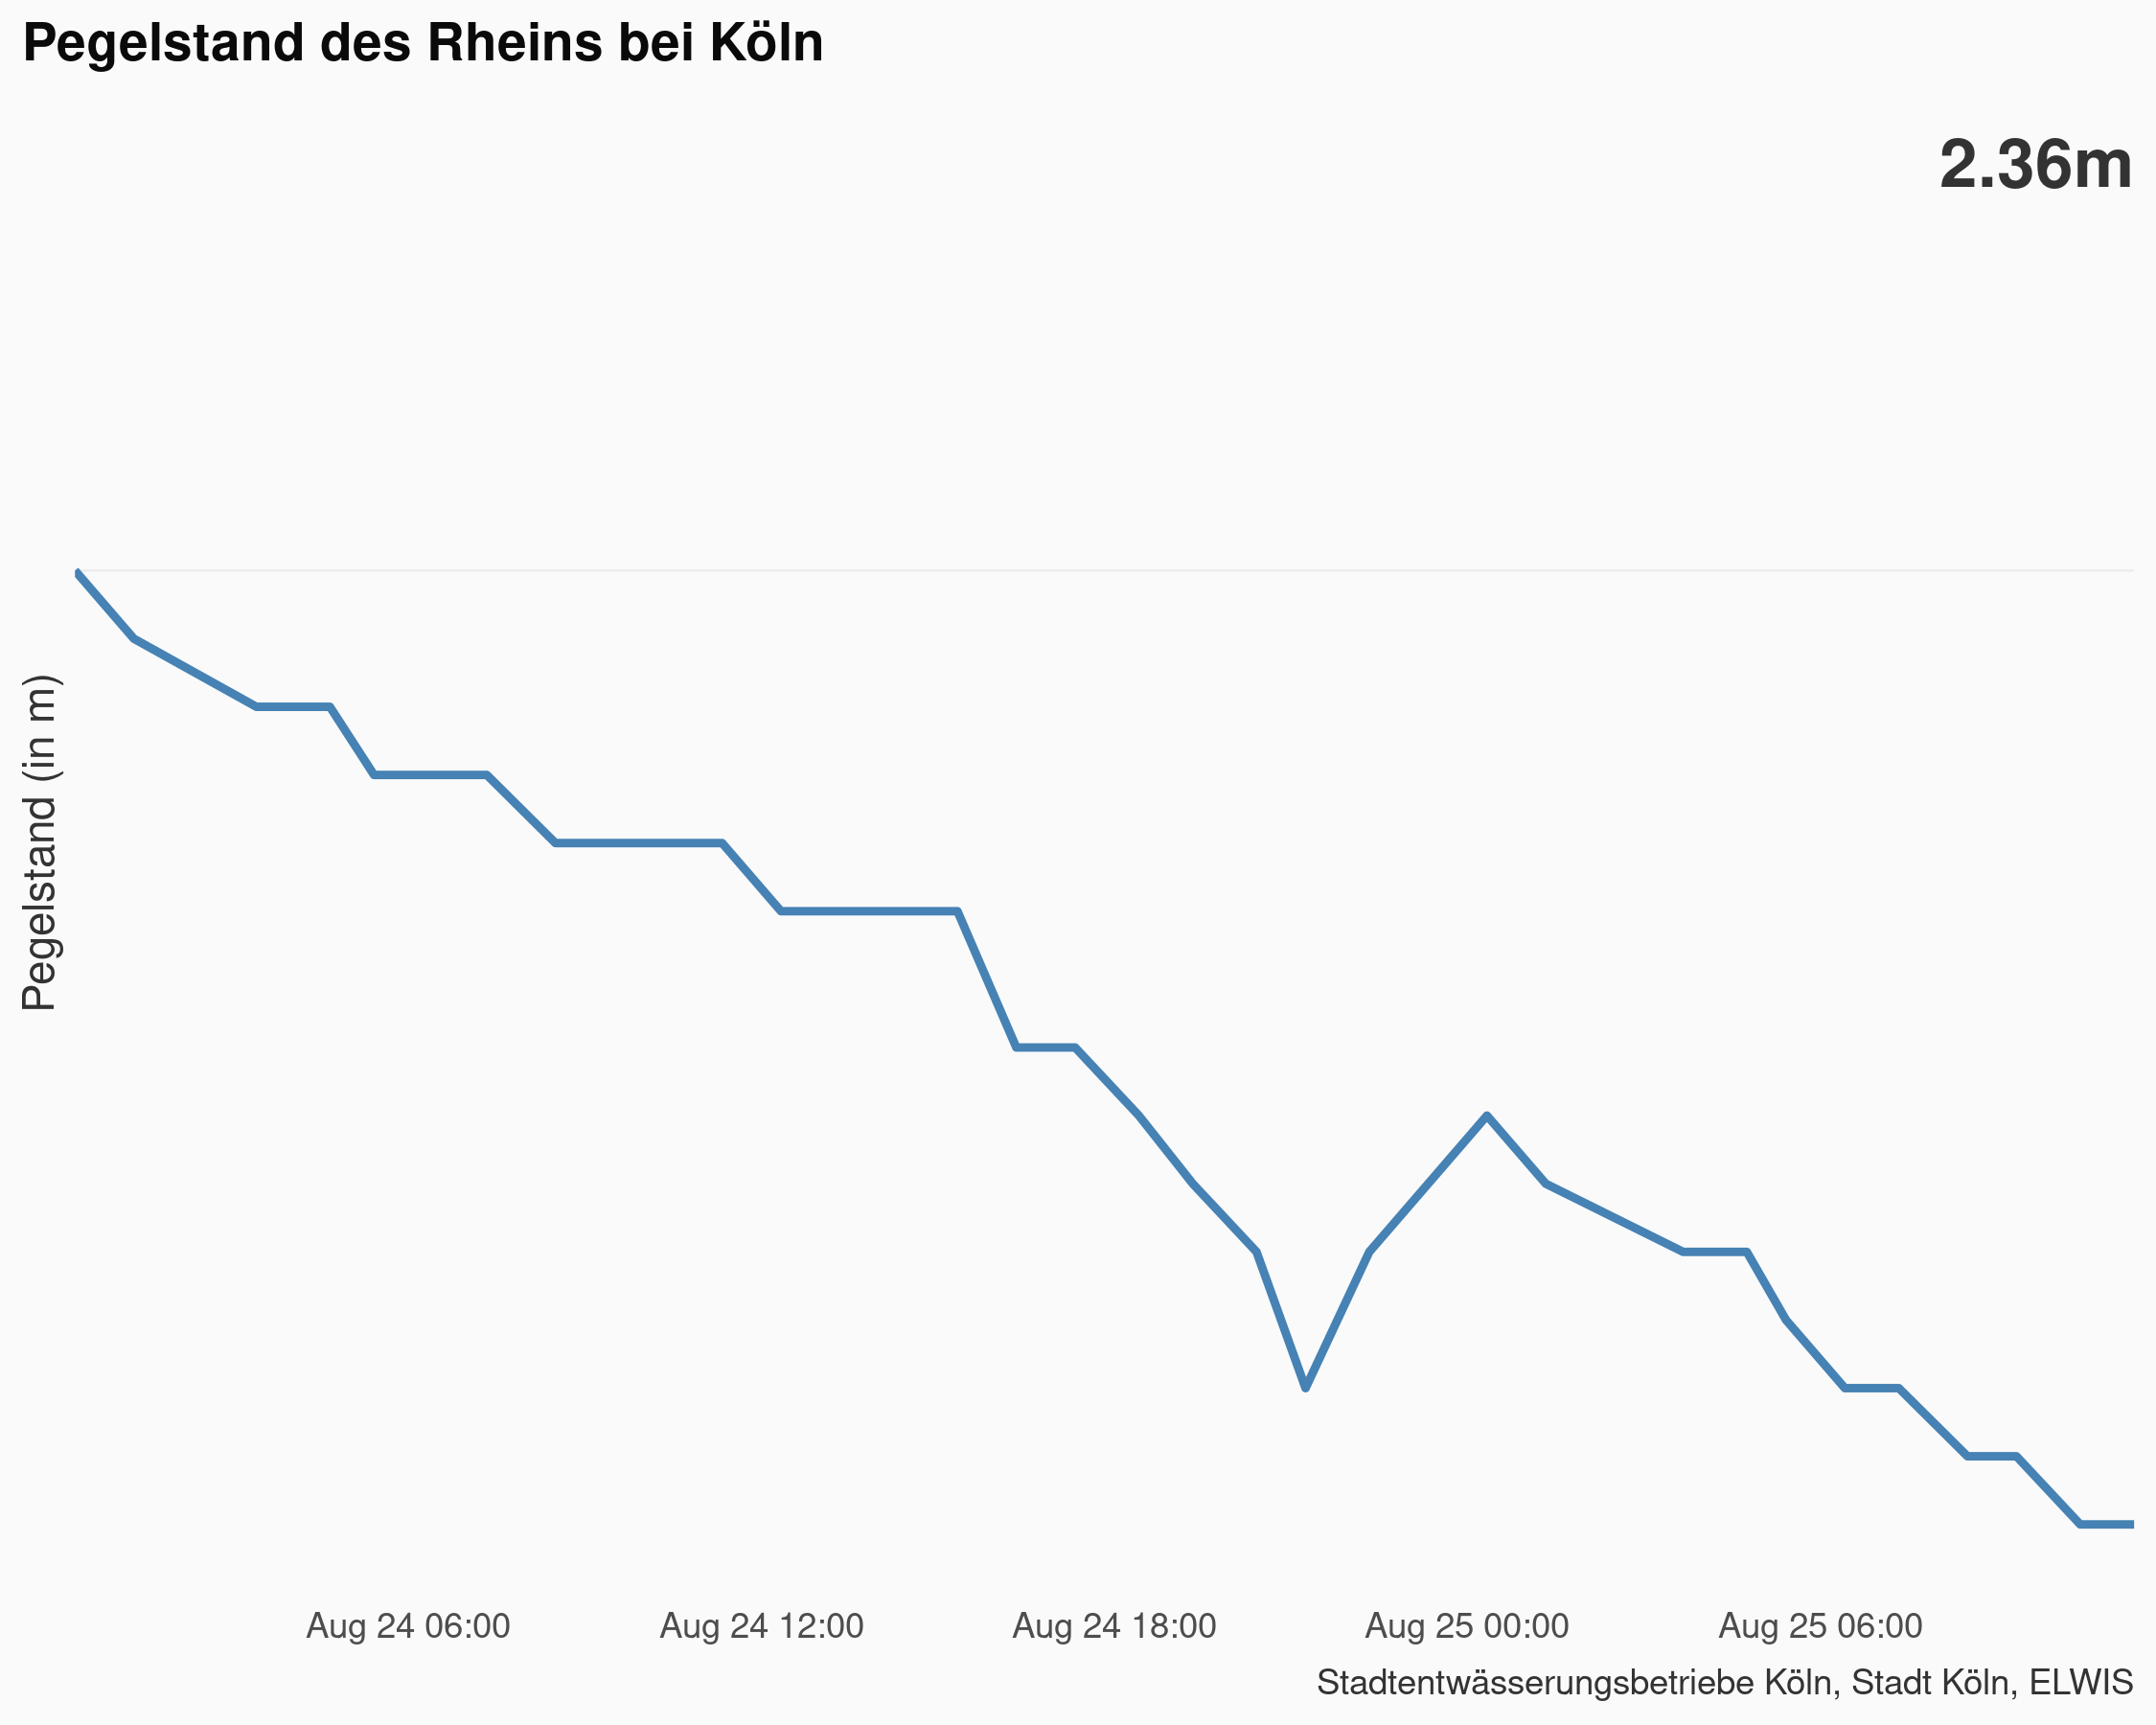 Pegelstand des Rheins bei Köln
2.36m
Pegelstand (in m)
Aug 24 06:00
Aug 24 12:00
Aug 24 18:00
Aug 25 00:00
Aug 25 06:00
Stadtentwässerungsbetriebe Köln, Stadt Köln, ELWIS